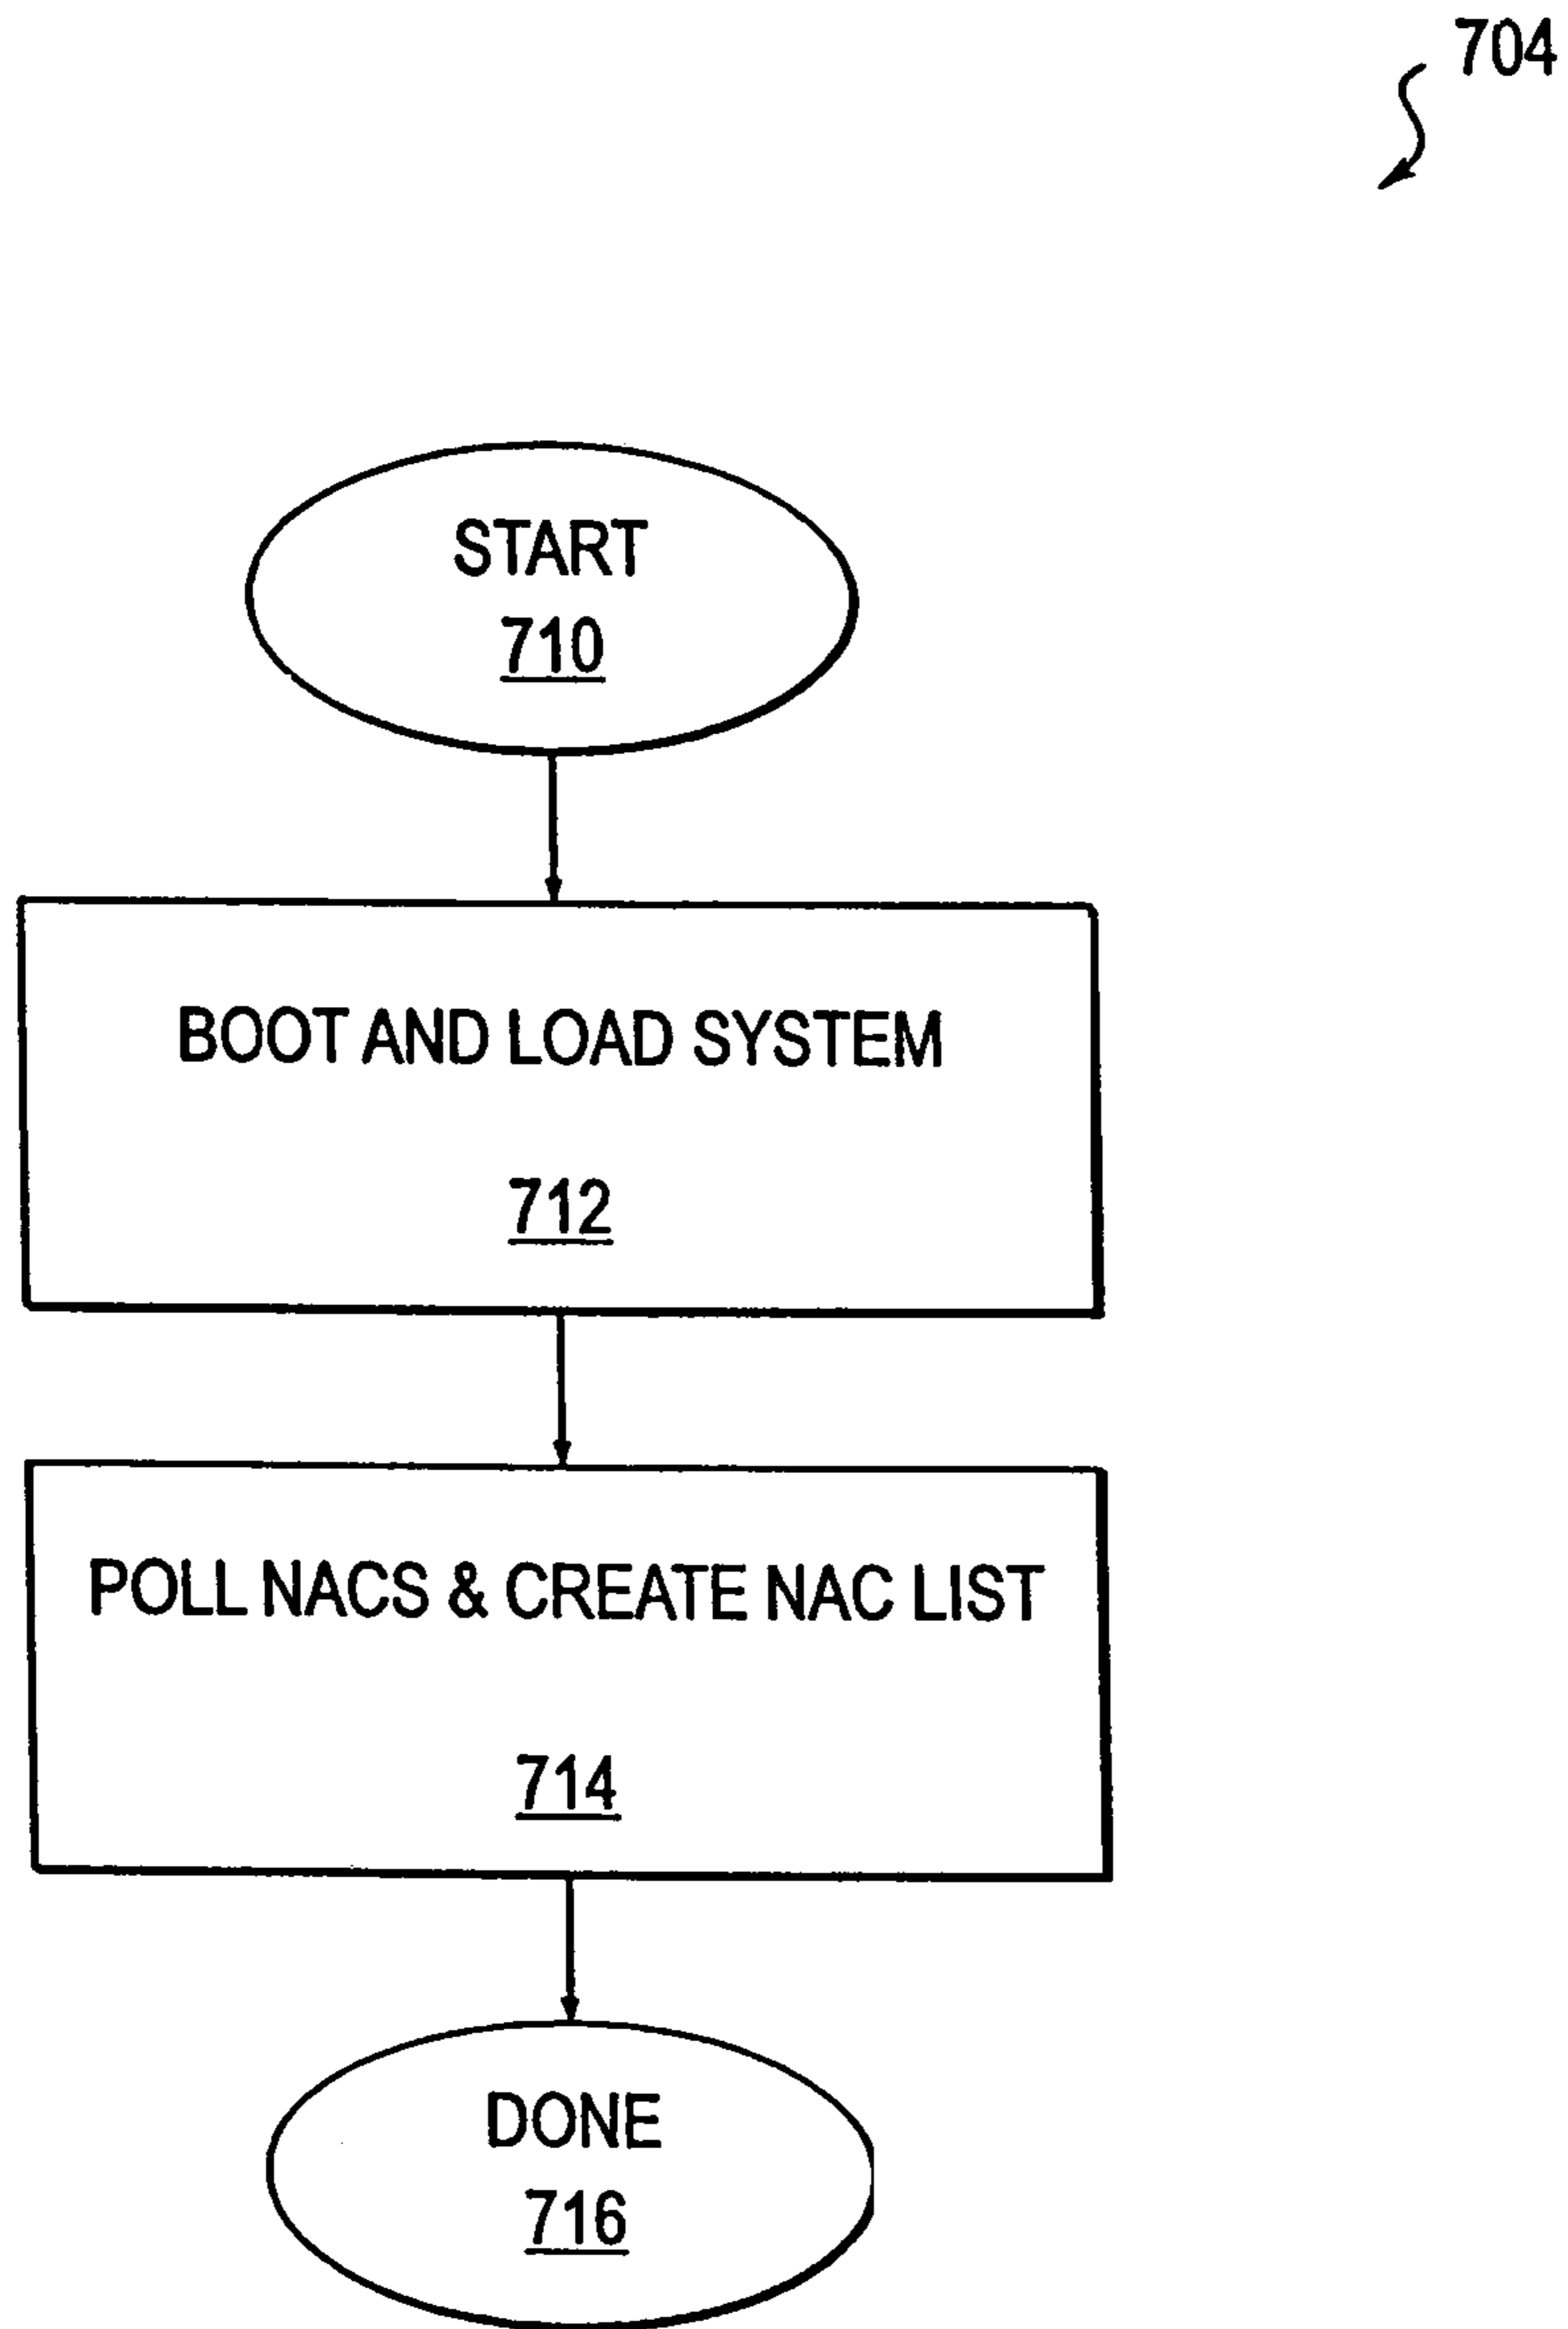 704
START
710
BOOT AND LOAD SYSTEM
712
POLL NACS & CREATE NAC LIST
714
DONE
716